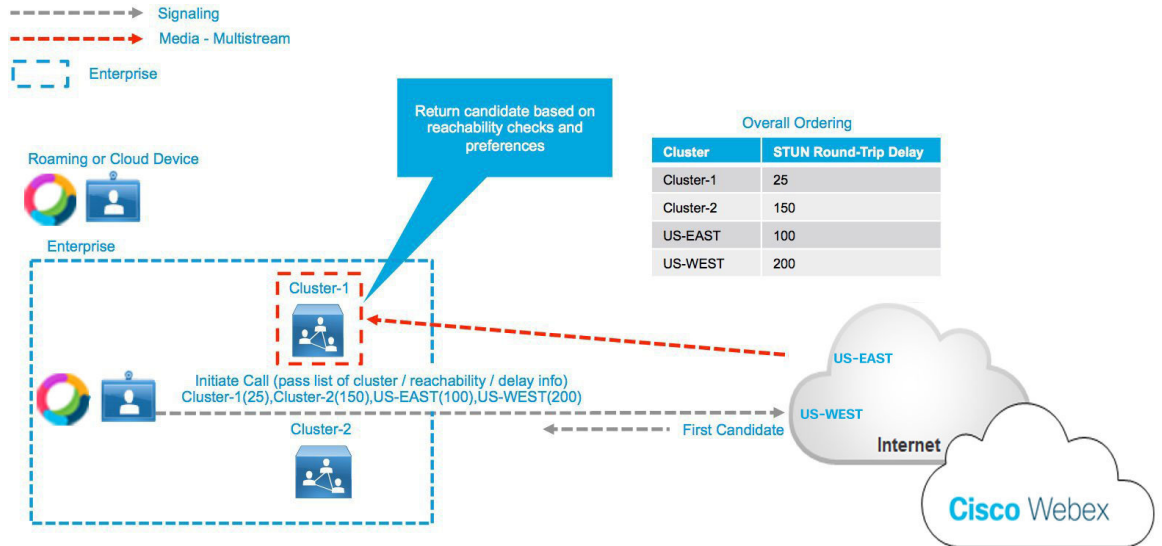 Signaling
Media - Multistream
Enterprise
Return candidate based on
reachability checks and
preferences
Overall Ordering
Cluster STUN Round-Trip Delay
Cluster-1 25
Cluster-2 150
US-EAST 100
US-WEST 200
Roaming or Cloud Device
Enterprise
Cluster-1
Initiate Call (pass list of cluster / reachability / delay info)
Cluster-1(25),Cluster-2(150),US-EAST(100),US-WEST(200)
Cluster-2
First Candidate
US-EAST
US-WEST
Internet
Cisco Webex